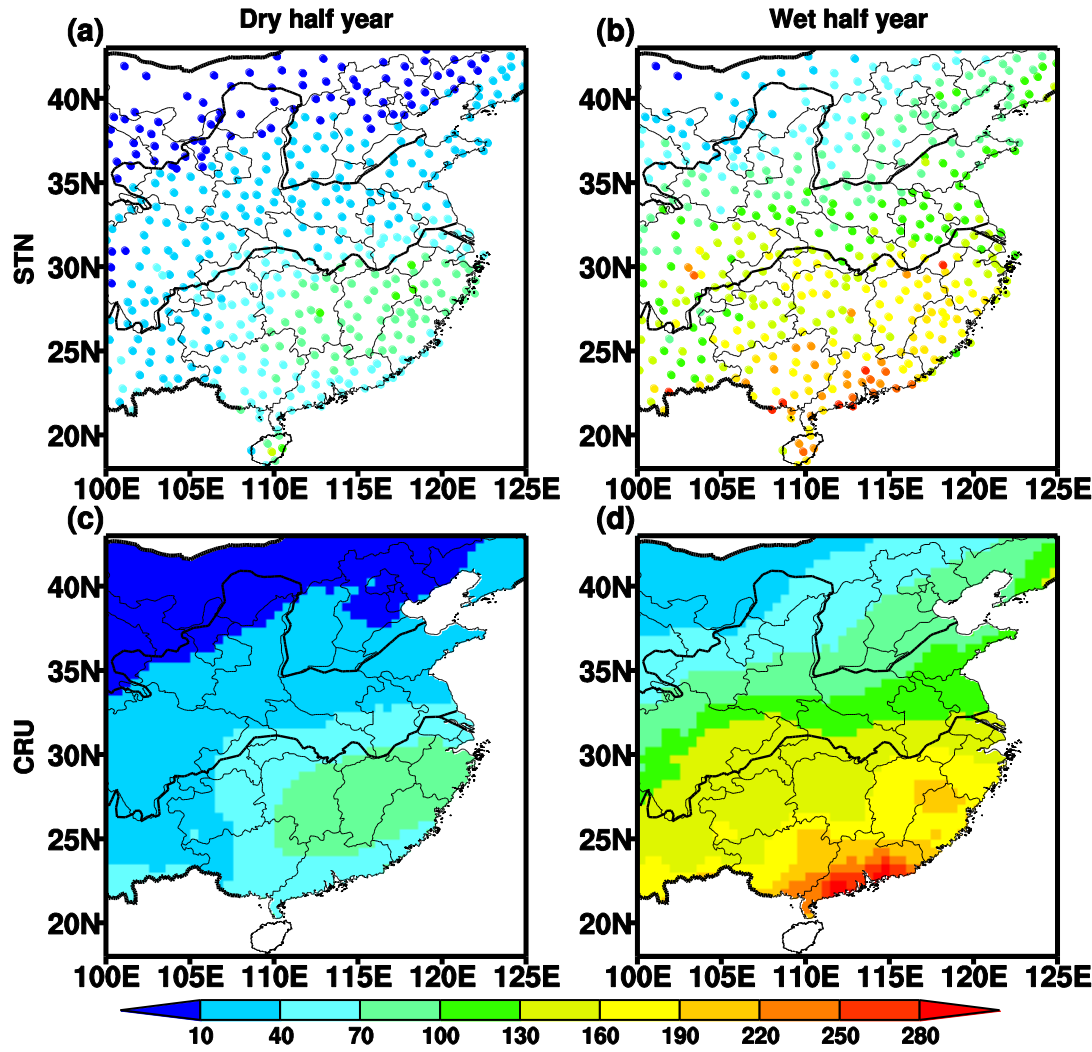 Dry half year
Wet half year
(a)
(b)
STN
40N
35N
30N
25N
20N
100E 105E 110E 115E 120E 125E
40N
35N
30N
25N
20N
100E 105E 110E 115E 120E 125E
(c)
(d)
CRU
40N
35N
30N
25N
20N
100E 105E 110E 115E 120E 125E
40N
35N
30N
25N
20N
100E 105E 110E 115E 120E 125E
10 40 70 100 130 160 190 220 250 280